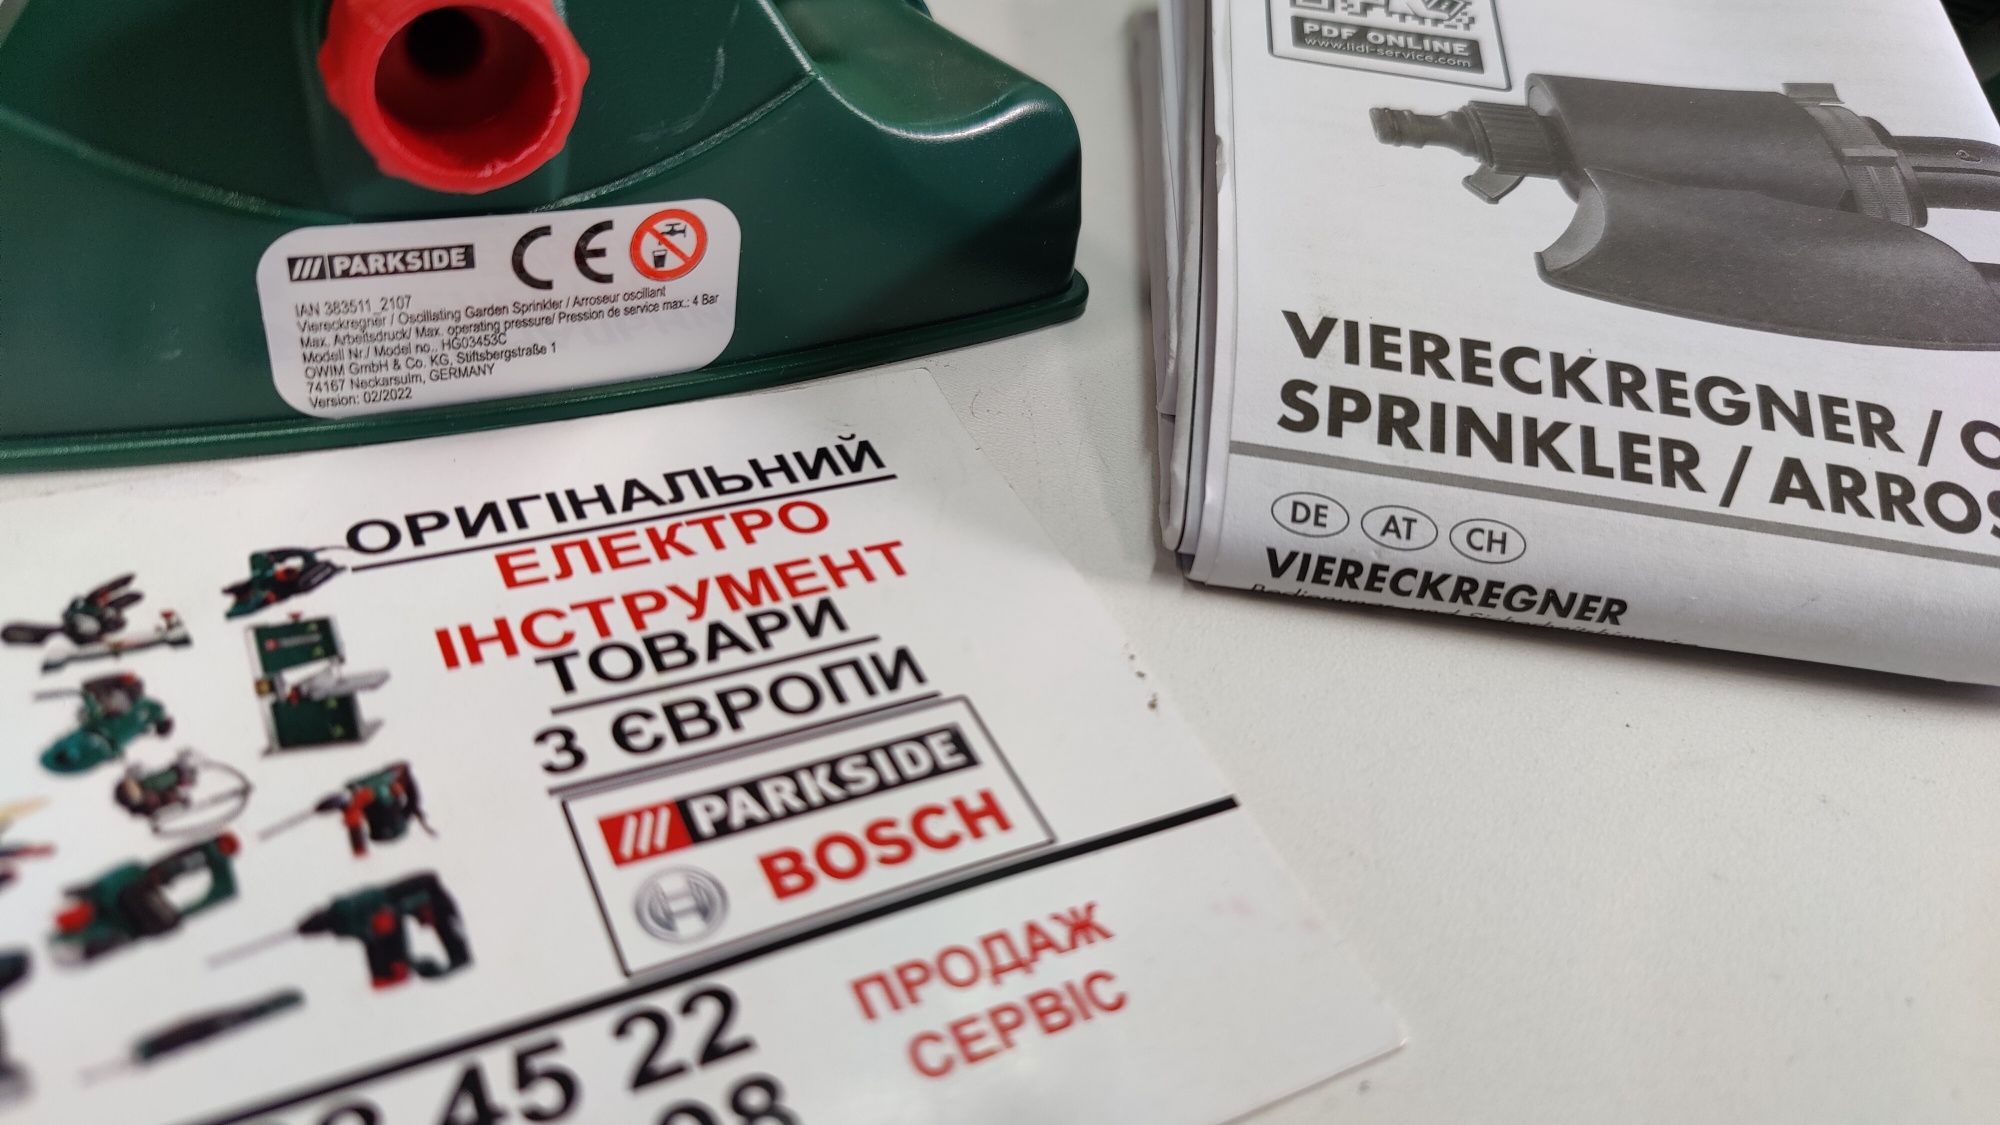 PARKSIDE
CE
IAN 383511_2107
Viereckregner / Oscillating Garden Sprinkler / Arroseur oscillant
Max. Arbeitsdruck/ Max. operating pressure/ Pression de service max.: 4 Bar
Modell Nr./ Model no.. HG03453C
OWIM GmbH & Co. KG, Stiftsbergstraße 1
74167 Neckarsulm, GERMANY
Version: 02/2022
PDF ONLINE
www.lidl-service.com
VIERECKREGNER / O
SPRINKLER / ARROS
DE AT CH
VIERECKREGNER
ОРИГІНАЛЬНИЙ
ЕЛЕКТРО
ІНСТРУМЕНТ
ТОВАРИ
З ЄВРОПИ
PARKSIDE
BOSCH
ПРОДАЖ
СЕРВІС
45 22
98